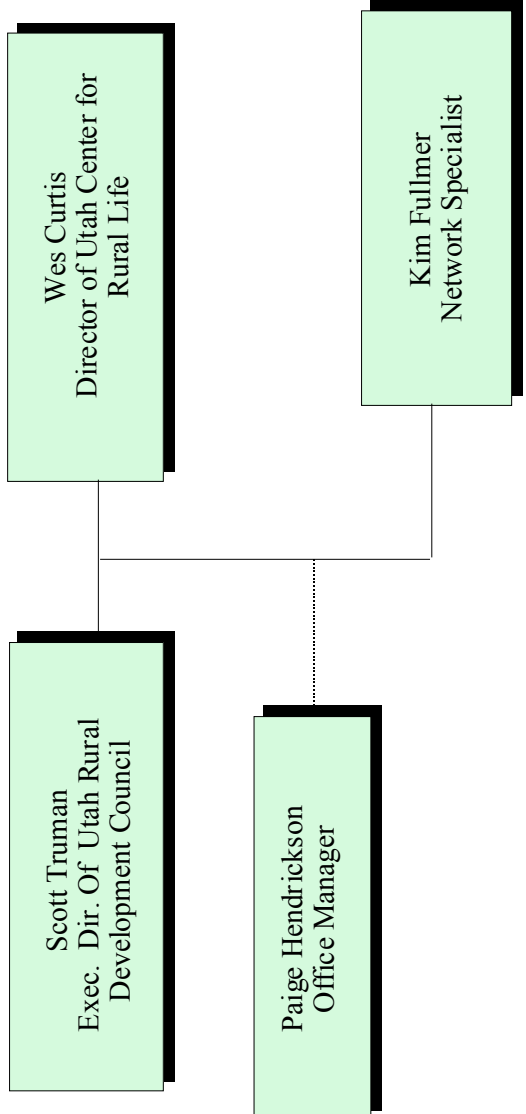 Scott Truman
Exec. Dir. Of Utah Rural
Development Council
Wes Curtis
Director of Utah Center for
Rural Life
Paige Hendrickson
Office Manager
Kim Fullmer
Network Specialist